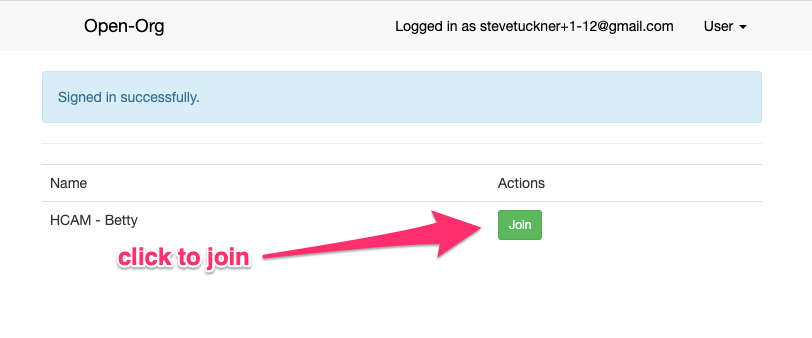 Open-Org Logged in as stevetuckner+1-12@gmail.com User
Signed in successfully.
Name Actions
HCAM - Betty Join
click to join